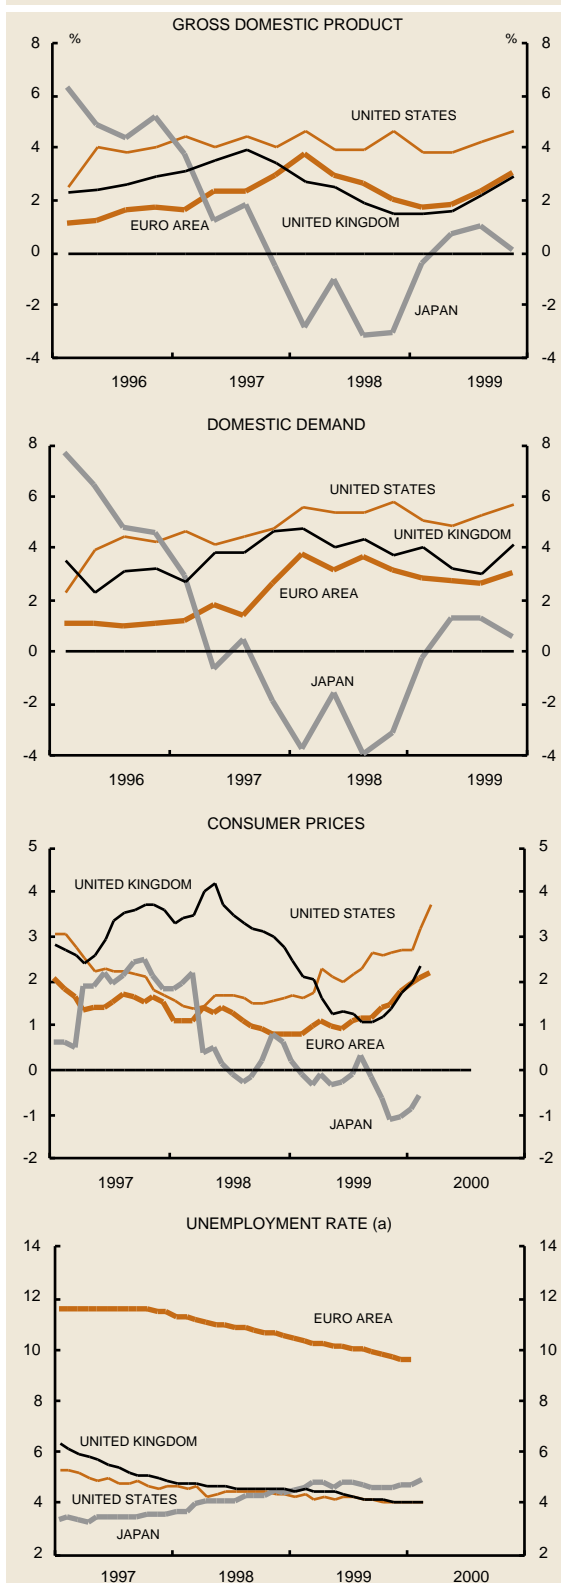 GROSS DOMESTIC PRODUCT
8 % % 8
6 6
UNITED STATES
4 4
2 2
EURO AREA UNITED KINGDOM
0 0
-2 -2
JAPAN
-4 -4
1996 1997 1998 1999
DOMESTIC DEMAND
8 8
UNITED STATES
6 6
UNITED KINGDOM
4 4
EURO AREA
2 2
0 0
JAPAN
-2 -2
-4 -4
1996 1997 1998 1999
CONSUMER PRICES
5 5
UNITED KINGDOM
4 4
UNITED STATES
3 3
2 2
1 1
EURO AREA
0 0
-1 -1
JAPAN
-2 -2
1997 1998 1999 2000
UNEMPLOYMENT RATE (a)
14 14
12 12
EURO AREA
10 10
8 8
6 6
UNITED KINGDOM
UNITED STATES
4 4
JAPAN
2 2
1997 1998 1999 2000